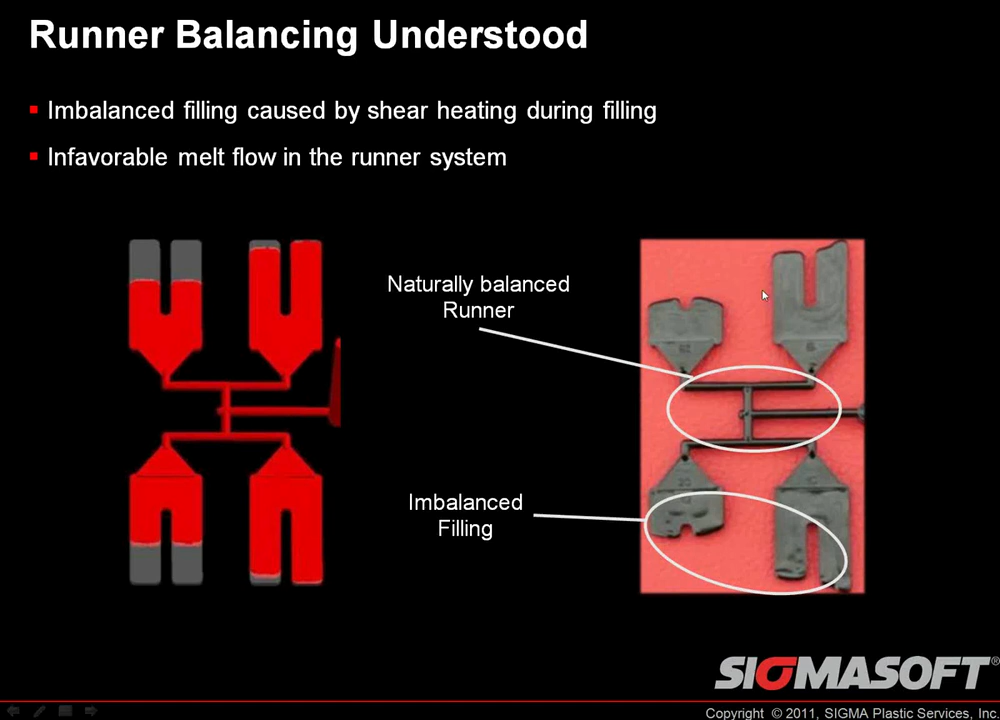 Runner Balancing Understood
Imbalanced filling caused by shear heating during filling
Infavorable melt flow in the runner system
Naturally balanced
Runner
Imbalanced
Filling
SIGMASOFT®
Copyright © 2011, SIGMA Plastic Services, Inc.